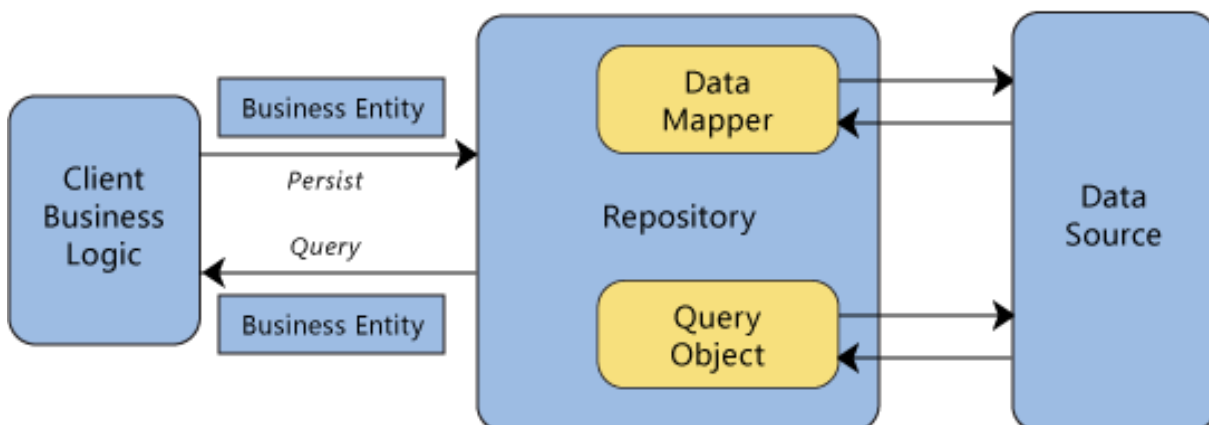 Client
Business
Logic
Business Entity
Persist
Query
Business Entity
Data
Mapper
Repository
Query
Object
Data
Source